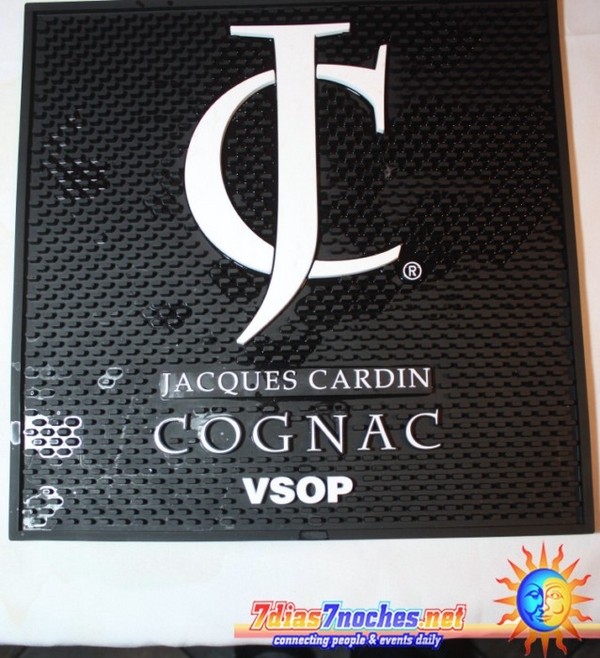 JC
®
JACQUES CARDIN
COGNAC
VSOP
7dias7noches.net
connecting people & events daily